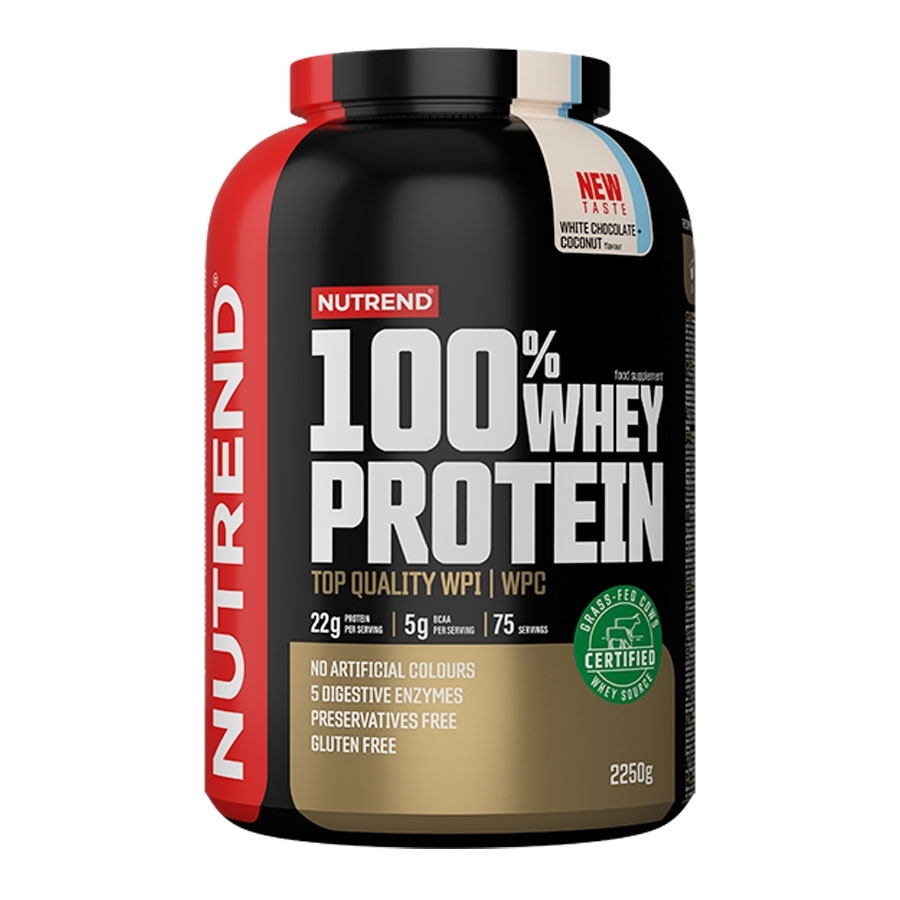 NEW
TASTE
WHITE CHOCOLATE +
COCONUT flavour
NUTREND®
NUTREND®
100%
food supplement
WHEY
PROTEIN
TOP QUALITY WPI | WPC
22g PROTEIN PER SERVING | 5g BCAA PER SERVING | 75 SERVINGS
GRASS-FED COWS
CERTIFIED
WHEY SOURCE
NO ARTIFICIAL COLOURS
5 DIGESTIVE ENZYMES
PRESERVATIVES FREE
GLUTEN FREE
2250g